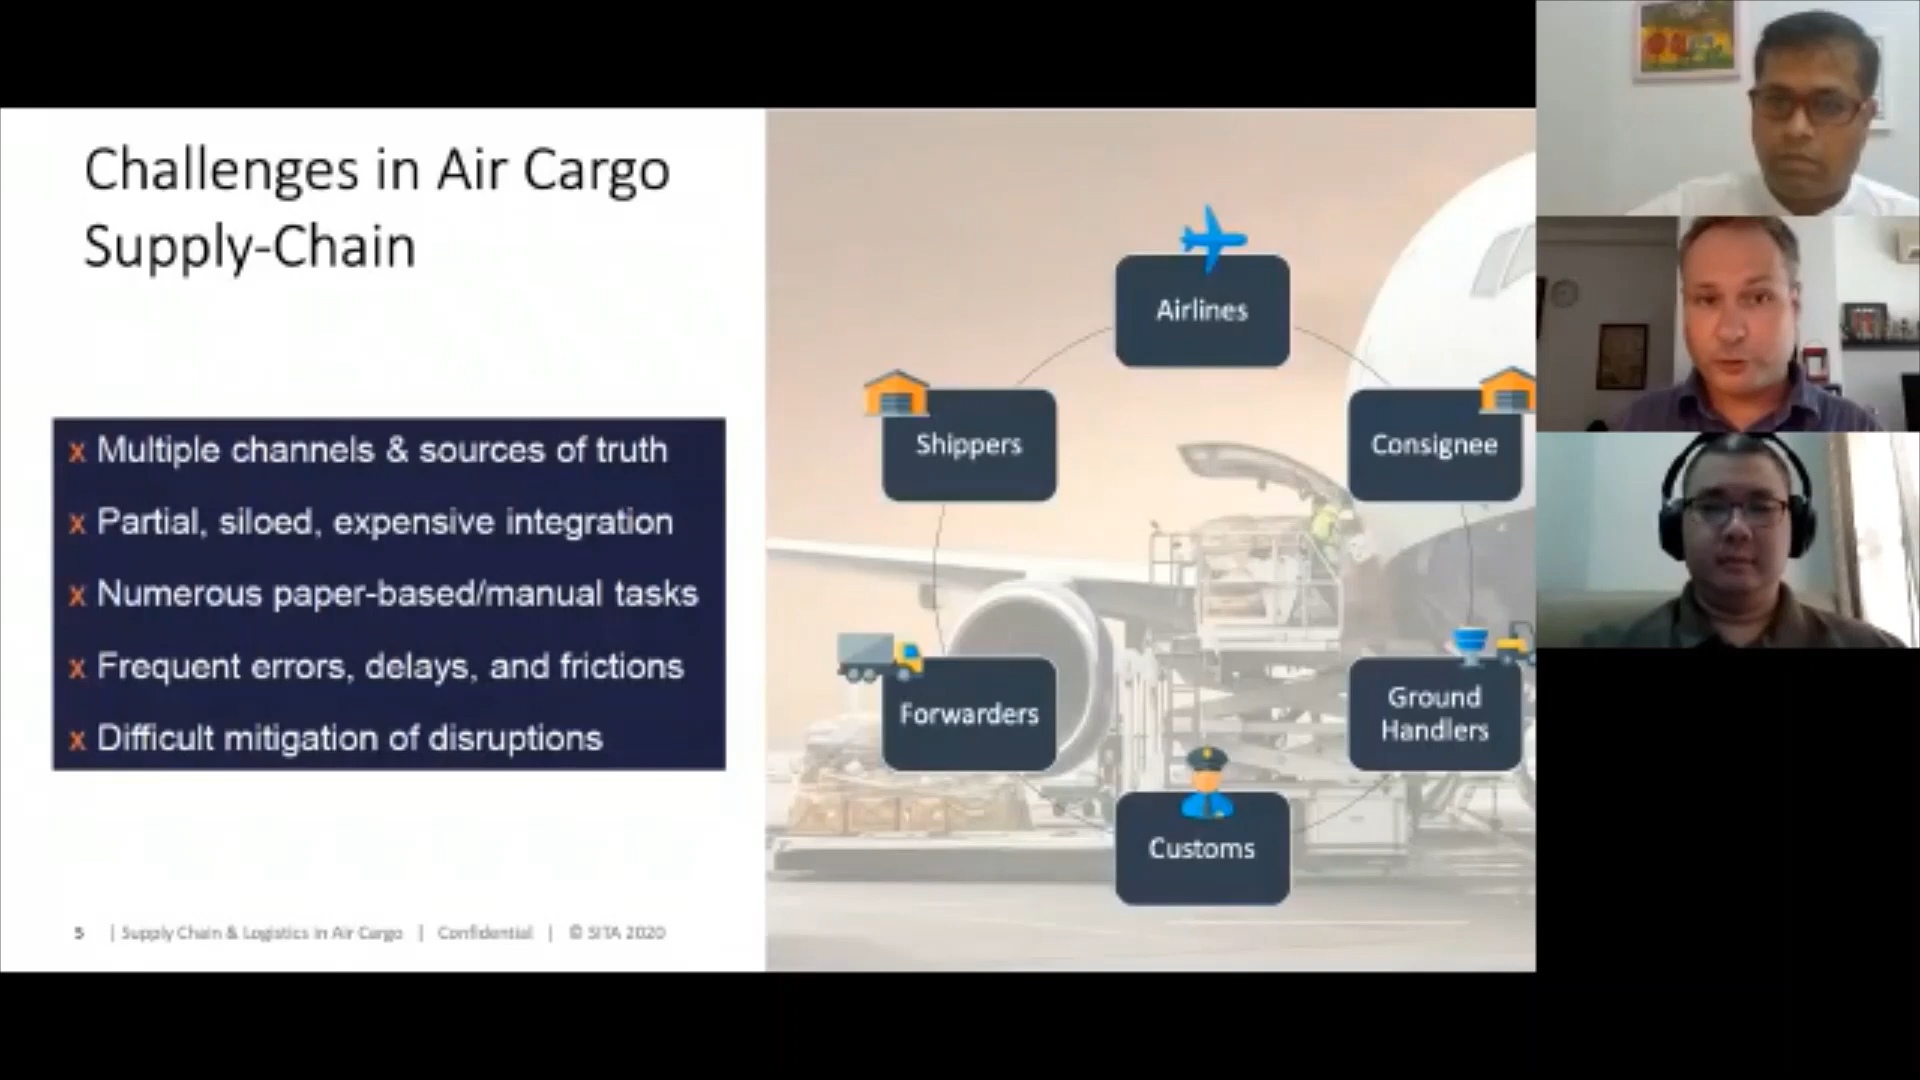 Challenges in Air Cargo
Supply-Chain
x Multiple channels & sources of truth
x Partial, siloed, expensive integration
x Numerous paper-based/manual tasks
x Frequent errors, delays, and frictions
x Difficult mitigation of disruptions
Airlines
Shippers
Consignee
Forwarders
Ground
Handlers
Customs
5 | Supply Chain & Logistics in Air Cargo | Confidential | © SITA 2020